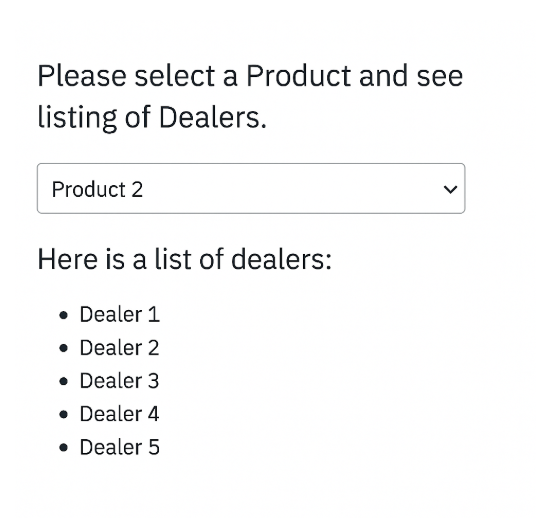 Please select a Product and see
listing of Dealers.
Product 2
Here is a list of dealers:
Dealer 1
Dealer 2
Dealer 3
Dealer 4
Dealer 5